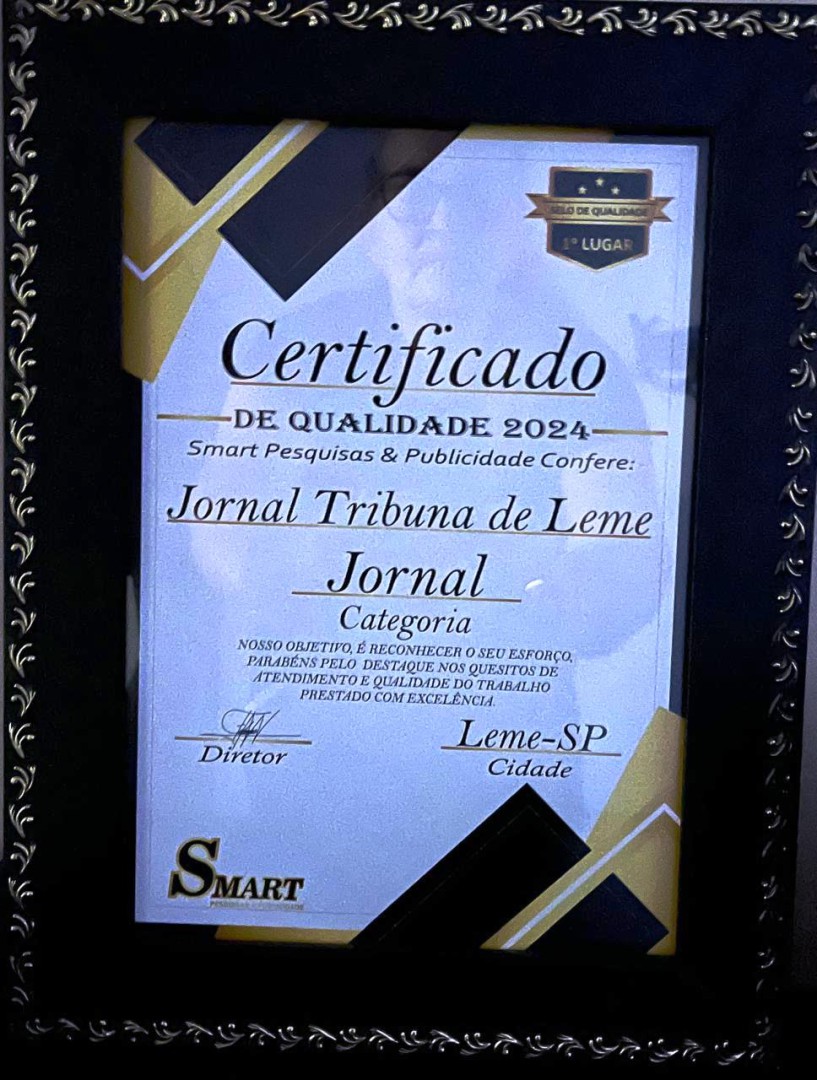 SELO DE QUALIDADE
1º LUGAR
Certificado
DE QUALIDADE 2024
Smart Pesquisas & Publicidade Confere:
Jornal Tribuna de Leme
Jornal
Categoria
NOSSO OBJETIVO, É RECONHECER O SEU ESFORÇO,
PARABÉNS PELO DESTAQUE NOS QUESITOS DE
ATENDIMENTO E QUALIDADE DO TRABALHO
PRESTADO COM EXCELÊNCIA.
Diretor
Leme-SP
Cidade
SMART